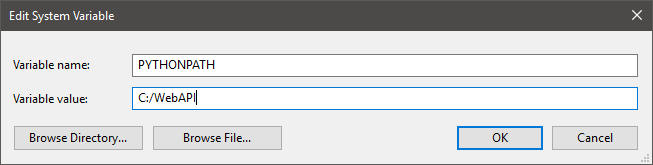 Edit System Variable
Variable name: PYTHONPATH
Variable value: C:/WebAPI
Browse Directory... Browse File... OK Cancel